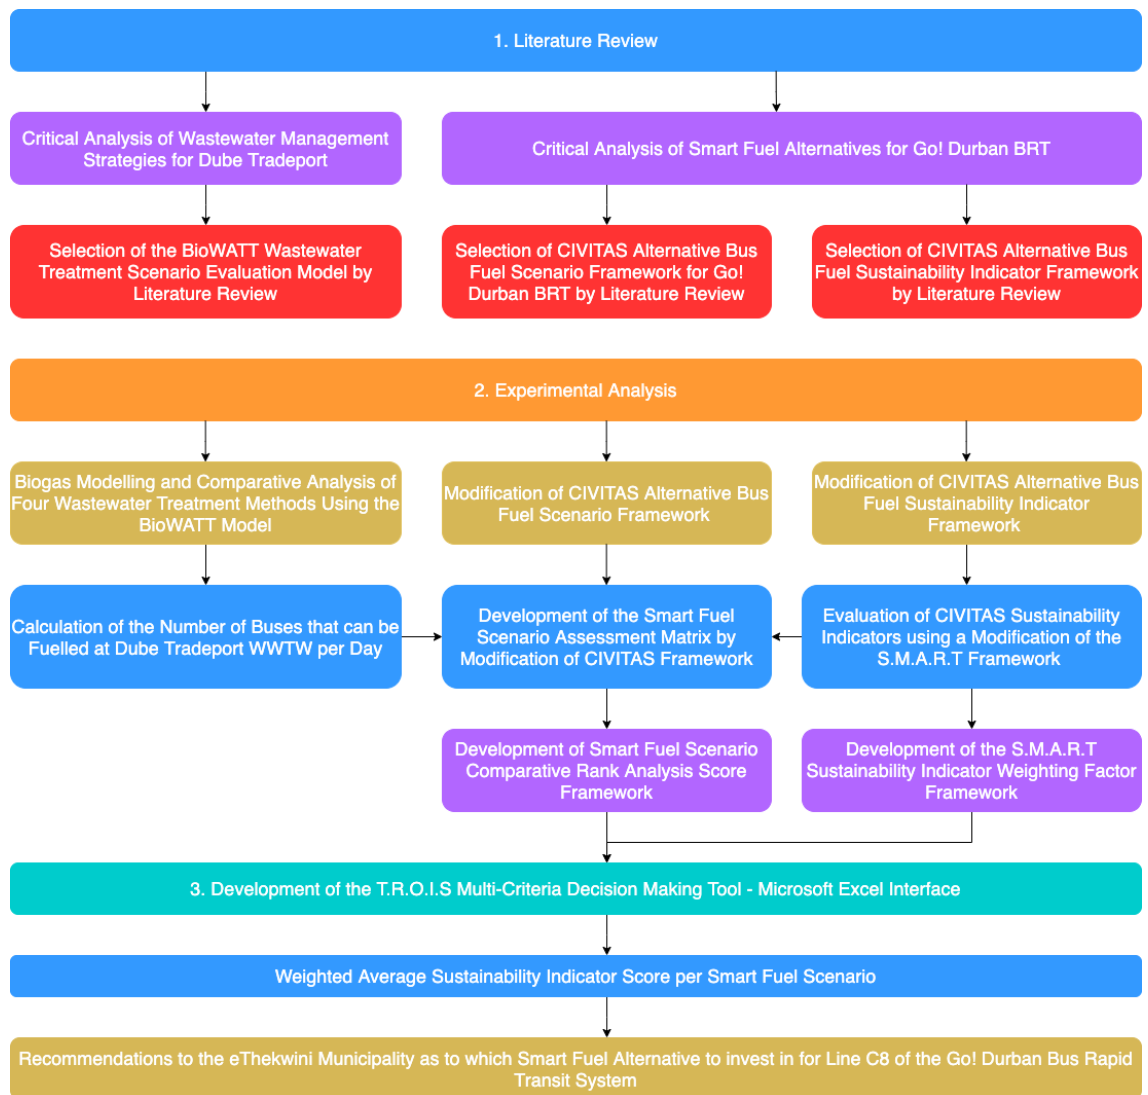 1. Literature Review
Critical Analysis of Wastewater Management
Strategies for Dube Tradeport
Critical Analysis of Smart Fuel Alternatives for Go! Durban BRT
Selection of the BioWATT Wastewater
Treatment Scenario Evaluation Model by
Literature Review
Selection of CIVITAS Alternative Bus
Fuel Scenario Framework for Go!
Durban BRT by Literature Review
Selection of CIVITAS Alternative Bus
Fuel Sustainability Indicator Framework
by Literature Review
2. Experimental Analysis
Biogas Modelling and Comparative Analysis of
Four Wastewater Treatment Methods Using the
BioWATT Model
Modification of CIVITAS Alternative Bus
Fuel Scenario Framework
Modification of CIVITAS Alternative Bus
Fuel Sustainability Indicator
Framework
Calculation of the Number of Buses that can be
Fuelled at Dube Tradeport WWTW per Day
Development of the Smart Fuel
Scenario Assessment Matrix by
Modification of CIVITAS Framework
Evaluation of CIVITAS Sustainability
Indicators using a Modification of the
S.M.A.R.T Framework
Development of Smart Fuel Scenario
Comparative Rank Analysis Score
Framework
Development of the S.M.A.R.T
Sustainability Indicator Weighting Factor
Framework
3. Development of the T.R.O.I.S Multi-Criteria Decision Making Tool - Microsoft Excel Interface
Weighted Average Sustainability Indicator Score per Smart Fuel Scenario
Recommendations to the eThekwini Municipality as to which Smart Fuel Alternative to invest in for Line C8 of the Go! Durban Bus Rapid
Transit System